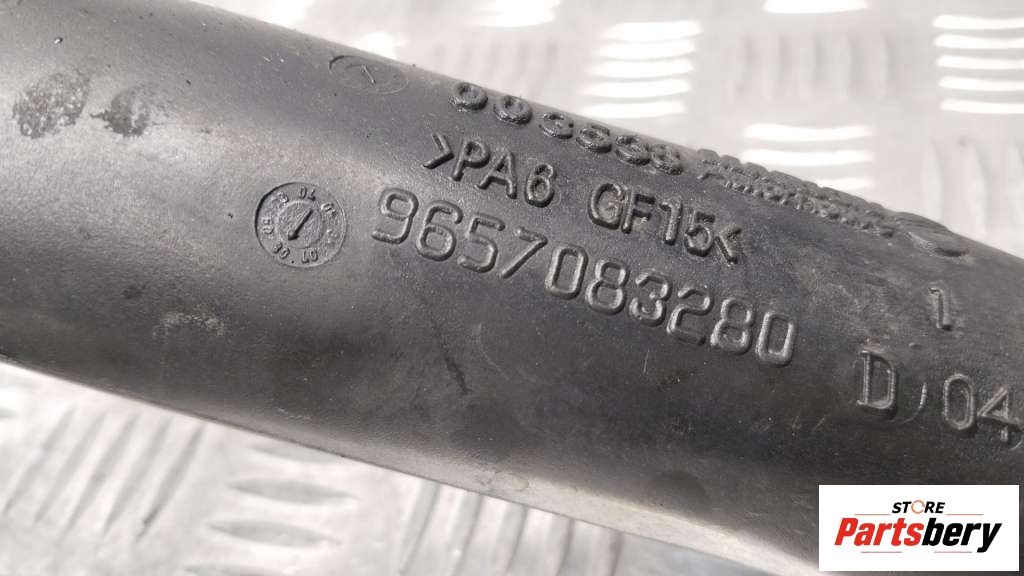 >PA6 GF15<
9657083280
1
D 04
STORE
Partsbery